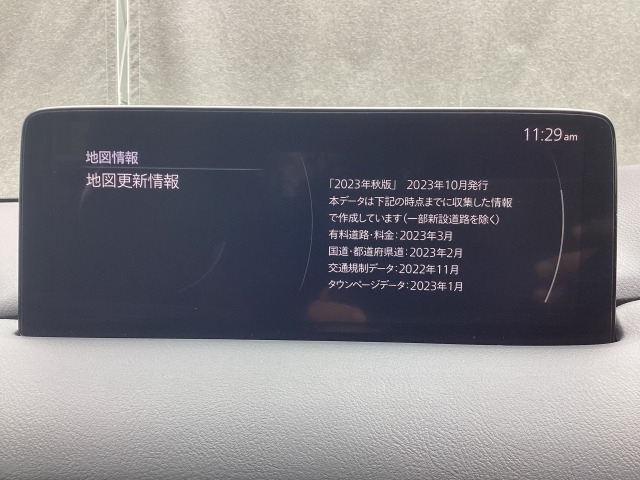 11:29am
地図情報
地図更新情報
「2023年秋版」 2023年10月発行
本データは下記の時点までに収集した情報
で作成しています(一部新設道路を除く)
有料道路・料金:2023年3月
国道・都道府県道:2023年2月
交通規制データ:2022年11月
タウンページデータ:2023年1月